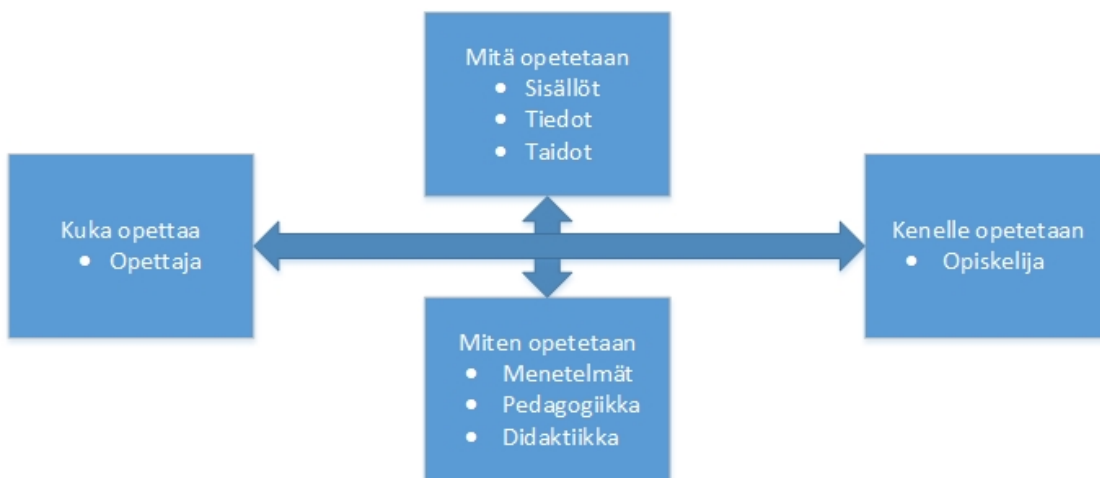 Mitä opetetaan
• Sisällöt
• Tiedot
• Taidot
Kuka opettaa
• Opettaja
Kenelle opetetaan
• Opiskelija
Miten opetetaan
• Menetelmät
• Pedagogiikka
• Didaktiikka